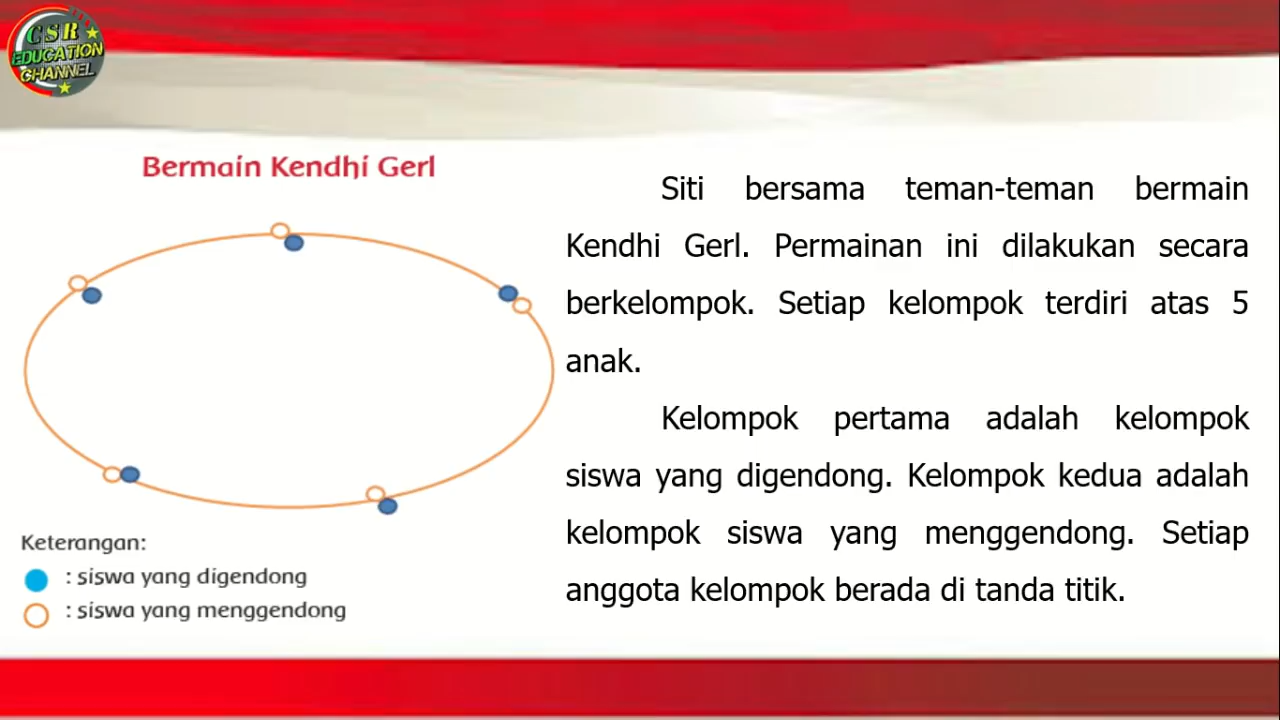 CSR
EDUCATION
CHANNEL
Bermain Kendhi Gerl
Siti bersama teman-teman bermain
Kendhi Gerl. Permainan ini dilakukan secara
berkelompok. Setiap kelompok terdiri atas 5
anak.
Kelompok pertama adalah kelompok
siswa yang digendong. Kelompok kedua adalah
kelompok siswa yang menggendong. Setiap
anggota kelompok berada di tanda titik.
Keterangan:
: siswa yang digendong
: siswa yang menggendong